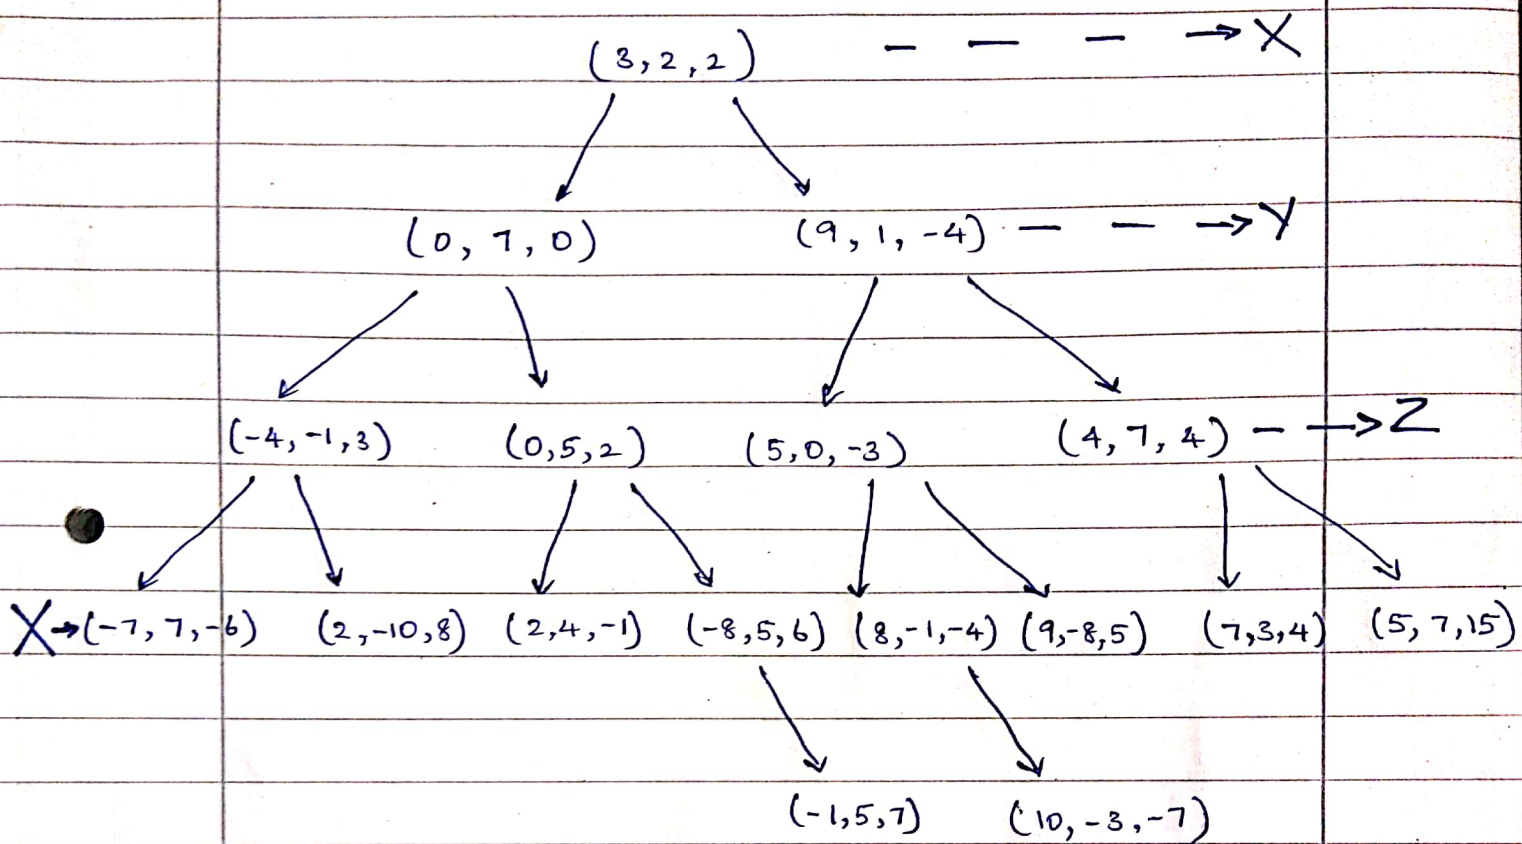 (3,2,2) - - - → X
(0,7,0) (9,1,-4) - - → Y
(-4,-1,3) (0,5,2) (5,0,-3) (4,7,4) - → Z
X → (-7,7,-6) (2,-10,8) (2,4,-1) (-8,5,6) (8,-1,-4) (9,-8,5) (7,3,4) (5,7,15)
(-1,5,7) (10,-3,-7)